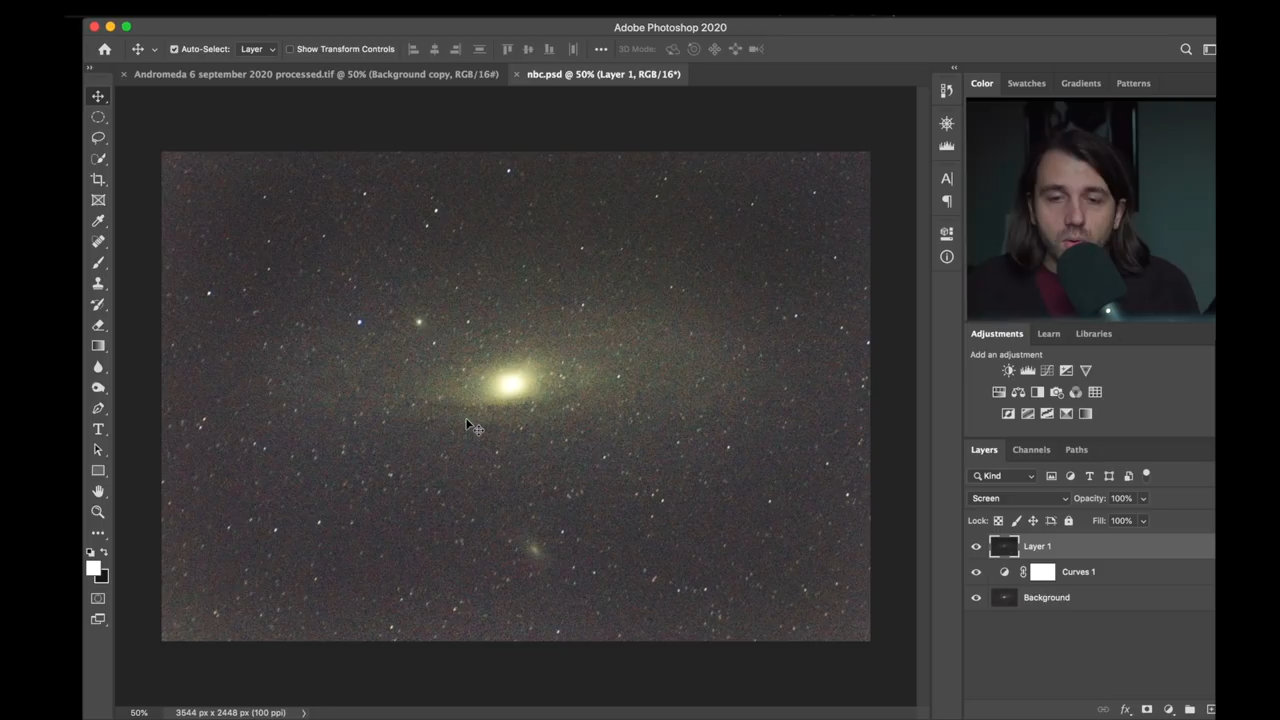 Adobe Photoshop 2020
Auto-Select: Layer Show Transform Controls 3D Mode:
Andromeda 6 september 2020 processed.tif @ 50% (Background copy, RGB/16#) nbc.psd @ 50% (Layer 1, RGB/16*)
Color Swatches Gradients Patterns
Adjustments Learn Libraries
Add an adjustment
Layers Channels Paths
Kind
Screen Opacity: 100%
Lock: Fill: 100%
Layer 1
Curves 1
Background
50% 3544 px x 2448 px (100 ppi)